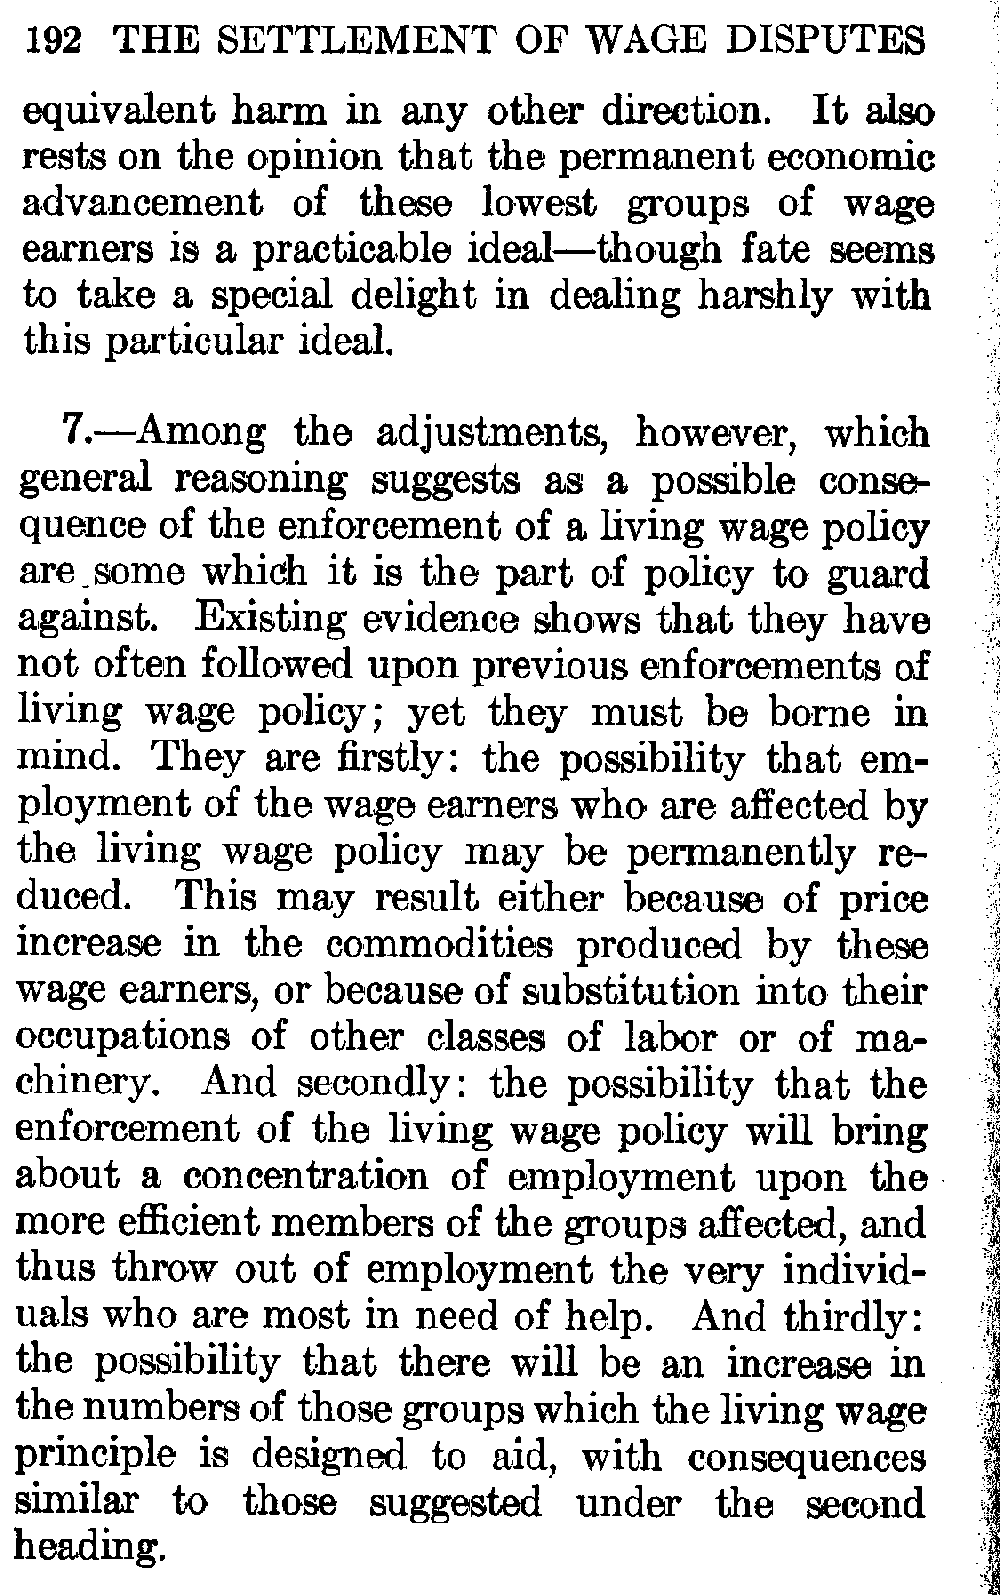 192 THE SETTLEMENT OF WAGE DISPUTES
equivalent harm in any other direction. It also
rests on the opinion that the permanent economic
advancement of these lowest groups of wage
earners is a practicable ideal—though fate seems
to take a special delight in dealing harshly with
this particular ideal.
7.—Among the adjustments, however, which
general reasoning suggests as a possible conse-
quence of the enforcement of a living wage policy
are some which it is the part of policy to guard
against. Existing evidence shows that they have
not often followed upon previous enforcements of
living wage policy; yet they must be borne in
mind. They are firstly: the possibility that em-
ployment of the wage earners who are affected by
the living wage policy may be permanently re-
duced. This may result either because of price
increase in the commodities produced by these
wage earners, or because of substitution into their
occupations of other classes of labor or of ma-
chinery. And secondly: the possibility that the
enforcement of the living wage policy will bring
about a concentration of employment upon the
more efficient members of the groups affected, and
thus throw out of employment the very individ-
uals who are most in need of help. And thirdly:
the possibility that there will be an increase in
the numbers of those groups which the living wage
principle is designed to aid, with consequences
similar to those suggested under the second
heading.